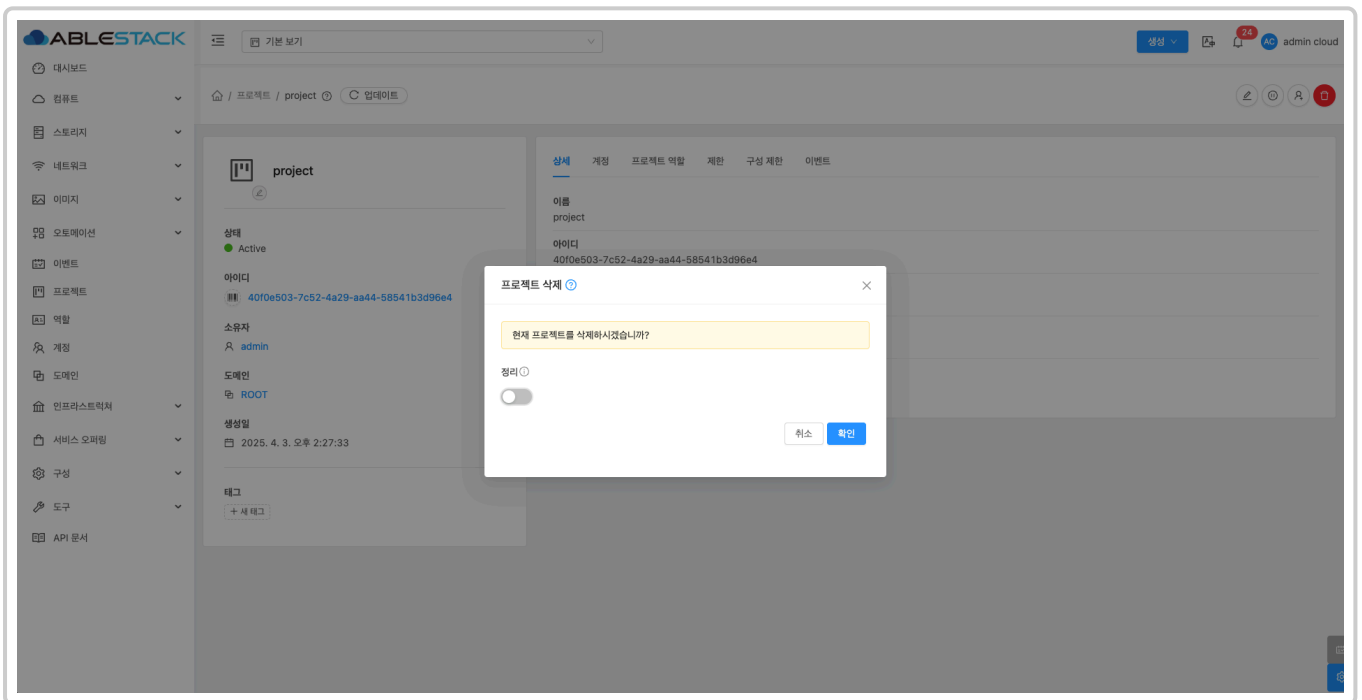 ABLESTACK
기본 보기
생성
24
AC
admin cloud
대시보드
컴퓨트
스토리지
네트워크
이미지
오토메이션
이벤트
프로젝트
역할
계정
도메인
인프라스트럭쳐
서비스 오퍼링
구성
도구
API 문서
/ 프로젝트 / project
업데이트
project
상태
Active
아이디
40f0e503-7c52-4a29-aa44-58541b3d96e4
소유자
admin
도메인
ROOT
생성일
2025. 4. 3. 오후 2:27:33
태그
+ 새 태그
상세 계정 프로젝트 역할 제한 구성 제한 이벤트
이름
project
아이디
40f0e503-7c52-4a29-aa44-58541b3d96e4
프로젝트 삭제
현재 프로젝트를 삭제하시겠습니까?
정리
취소 확인